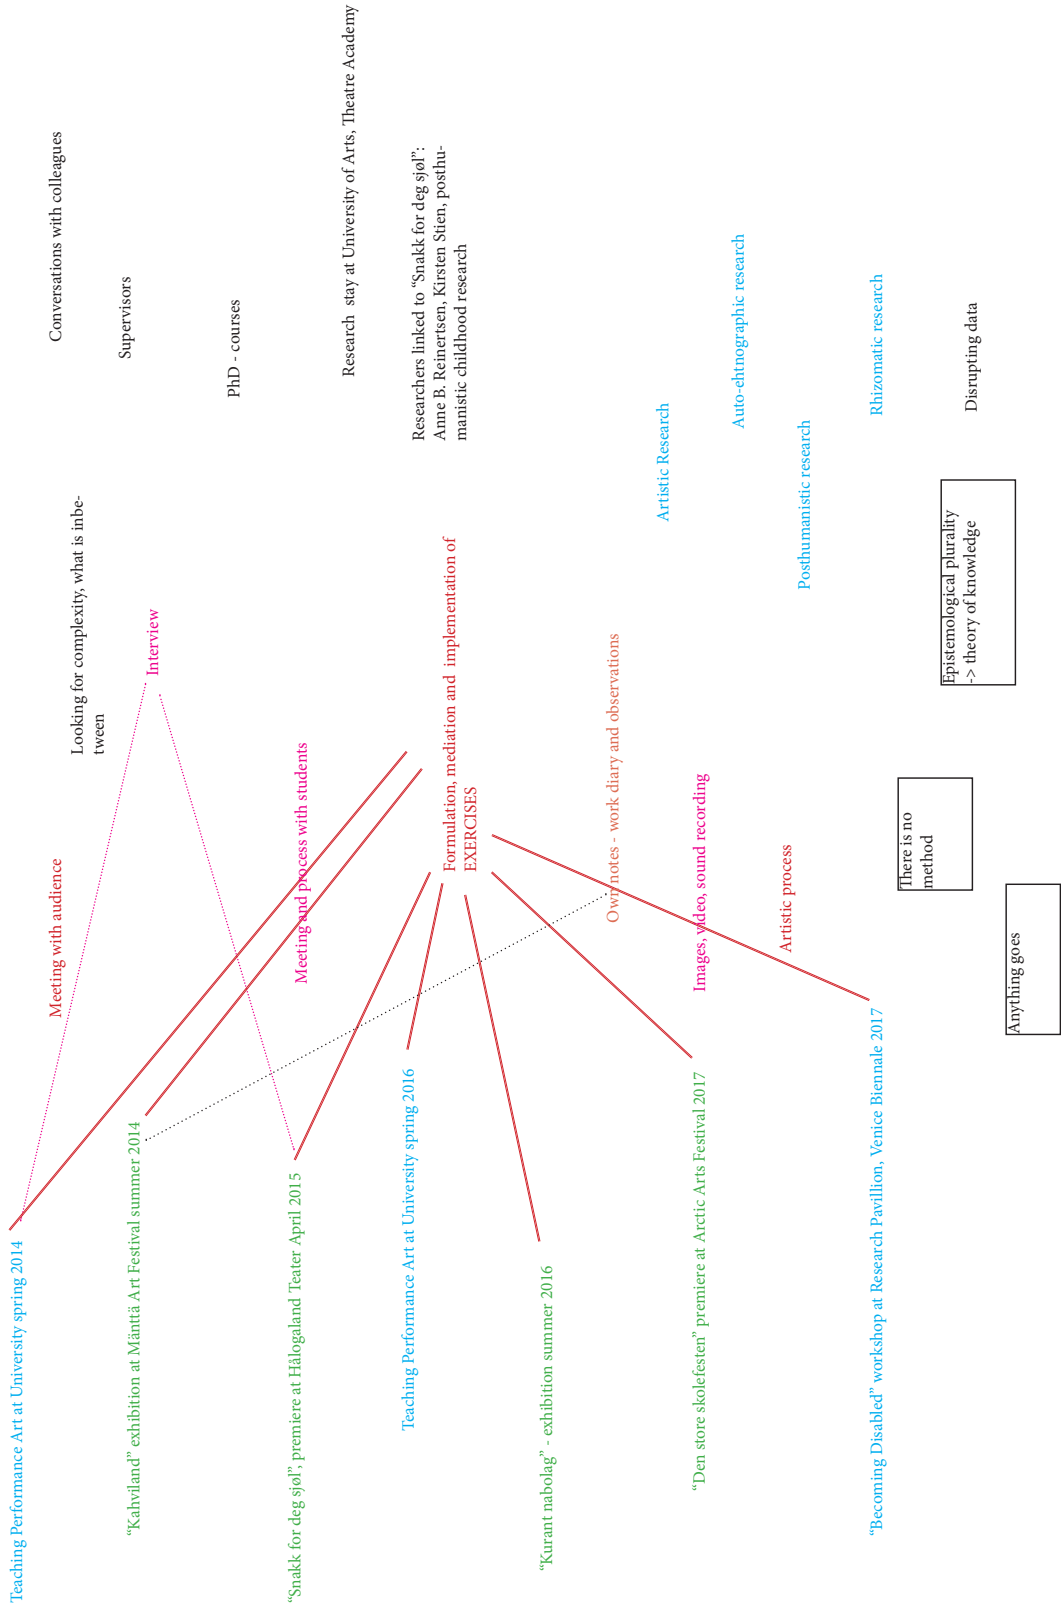 Teaching Performance Art at University spring 2014
“Kahviland” exhibition at Mänttä Art Festival summer 2014
“Snakk for deg sjøl”, premiere at Hålogaland Teater April 2015
Teaching Performance Art at University spring 2016
“Kurant nabolag” - exhibition summer 2016
“Den store skolefesten” premiere at Arctic Arts Festival 2017
“Becoming Disabled” workshop at Research Pavillion, Venice Biennale 2017
Meeting with audience
Looking for complexity, what is inbe-
tween
Interview
Meeting and process with students
Formulation, mediation and implementation of
EXERCISES
Own notes - work diary and observations
Images, video, sound recording
Artistic process
There is no
method
Anything goes
Epistemological plurality
-> theory of knowledge
Conversations with colleagues
Supervisors
PhD - courses
Research stay at University of Arts, Theatre Academy
Researchers linked to “Snakk for deg sjøl”:
Anne B. Reinertsen, Kirsten Stien, posthu-
manistic childhood research
Artistic Research
Auto-ehtnographic research
Posthumanistic research
Rhizomatic research
Disrupting data